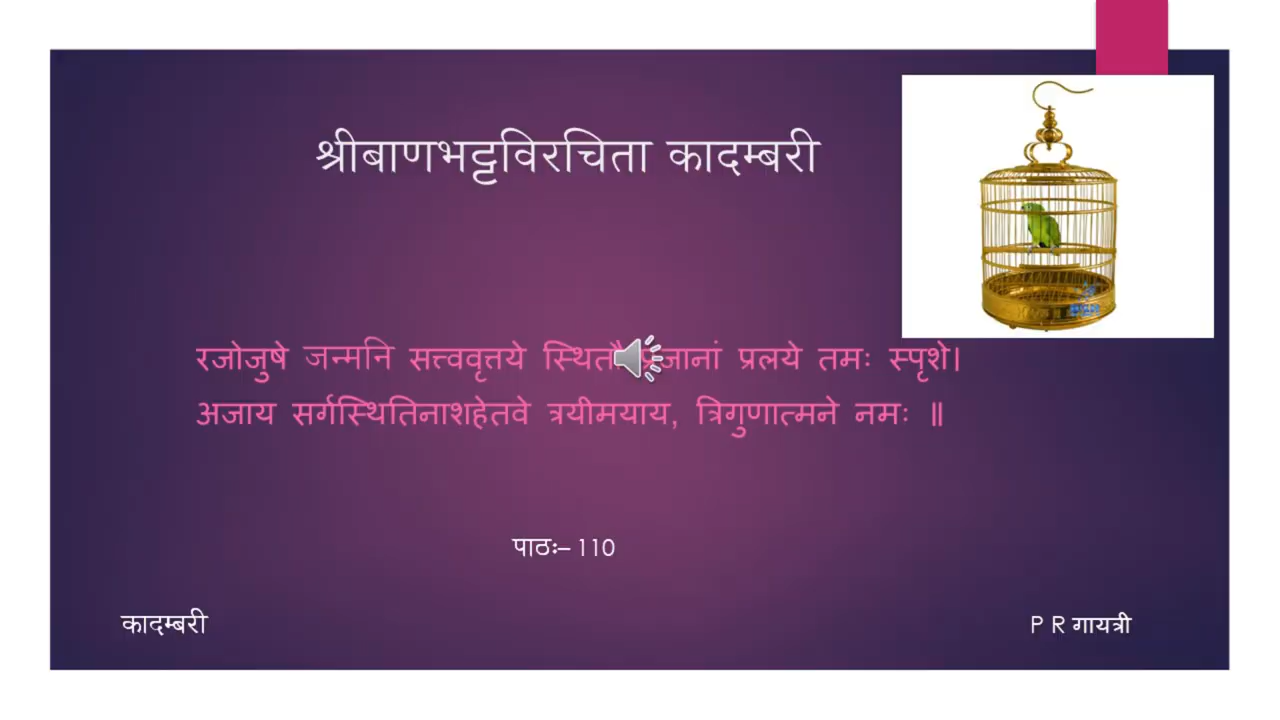 श्रीबाणभट्टविरचिता कादम्बरी
रजोजुषे जन्मनि सत्त्ववृत्तये स्थितौ प्रजानां प्रलये तमः स्पृशे।
अजाय सर्गस्थितिनाशहेतवे त्रयीमयाय, त्रिगुणात्मने नमः ॥
पाठः– 110
कादम्बरी
P R गायत्री